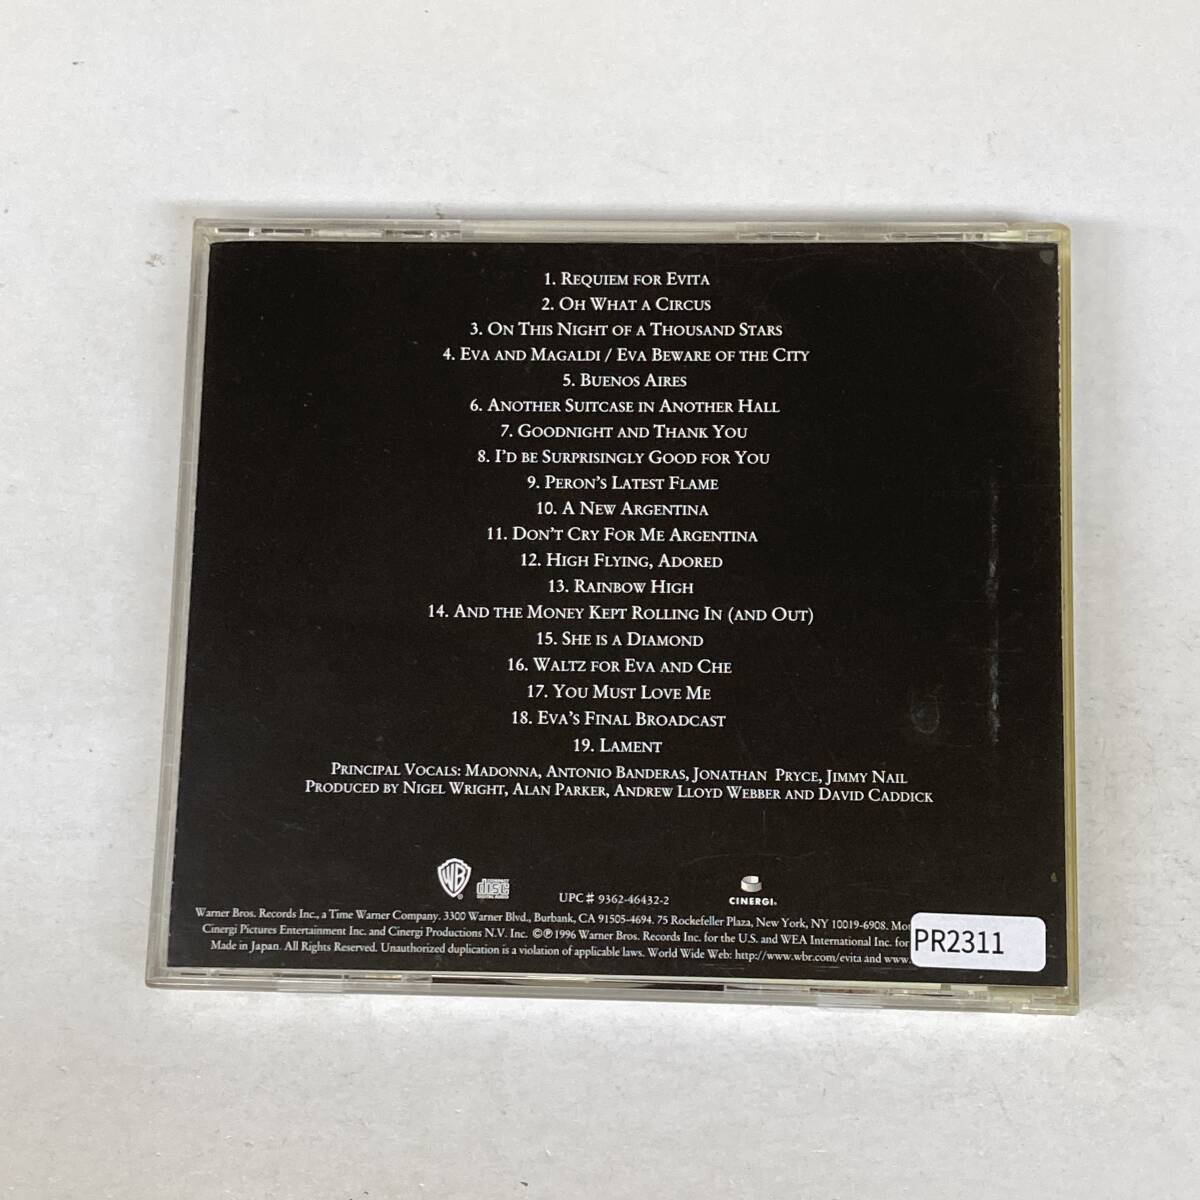 1. Requiem for Evita
2. Oh What a Circus
3. On This Night of a Thousand Stars
4. Eva and Magaldi / Eva Beware of the City
5. Buenos Aires
6. Another Suitcase in Another Hall
7. Goodnight and Thank You
8. I'd be Surprisingly Good for You
9. Peron's Latest Flame
10. A New Argentina
11. Don't Cry For Me Argentina
12. High Flying, Adored
13. Rainbow High
14. And the Money Kept Rolling In (and Out)
15. She is a Diamond
16. Waltz for Eva and Che
17. You Must Love Me
18. Eva's Final Broadcast
19. Lament
Principal Vocals: Madonna, Antonio Banderas, Jonathan Pryce, Jimmy Nail
Produced by Nigel Wright, Alan Parker, Andrew Lloyd Webber and David Caddick
WB
COMPACT disc DIGITAL AUDIO
UPC# 9362-46432-2
CINERGI
Warner Bros. Records Inc., a Time Warner Company. 3300 Warner Blvd., Burbank, CA 91505-4694. 75 Rockefeller Plaza, New York, NY 10019-6908.
Cinergi Pictures Entertainment Inc. and Cinergi Productions N.V. Inc. ©℗ 1996 Warner Bros. Records Inc. for the U.S. and WEA International Inc. for
Made in Japan. All Rights Reserved. Unauthorized duplication is a violation of applicable laws. World Wide Web: http://www.wbr.com/evita and www.
PR2311